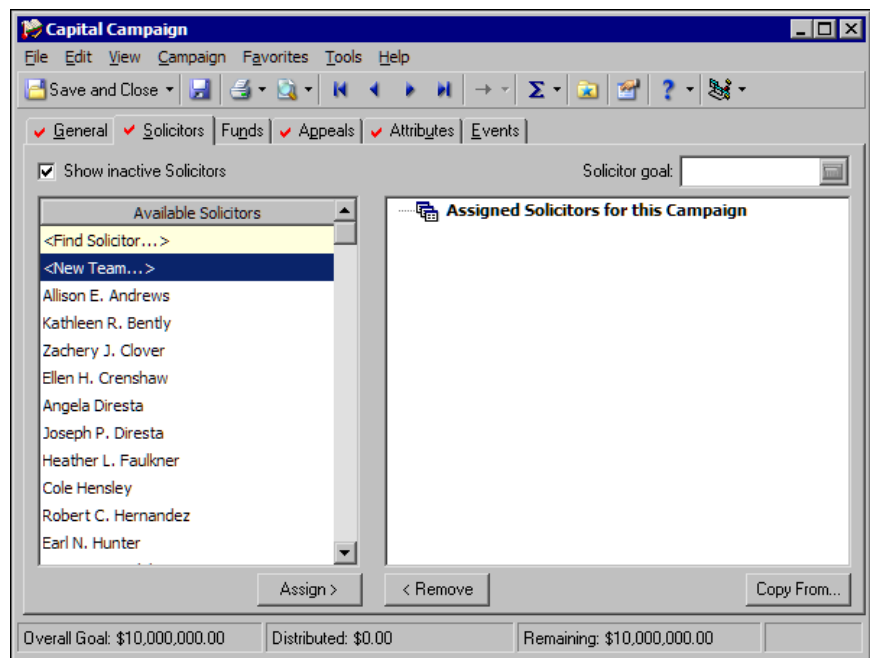 Capital Campaign
File Edit View Campaign Favorites Tools Help
Save and Close
General Solicitors Funds Appeals Attributes Events
Show inactive Solicitors Solicitor goal:
Available Solicitors
Assigned Solicitors for this Campaign
<Find Solicitor...>
<New Team...>
Allison E. Andrews
Kathleen R. Bently
Zachery J. Clover
Ellen H. Crenshaw
Angela Diresta
Joseph P. Diresta
Heather L. Faulkner
Cole Hensley
Robert C. Hernandez
Earl N. Hunter
Assign > < Remove Copy From...
Overall Goal: $10,000,000.00 Distributed: $0.00 Remaining: $10,000,000.00